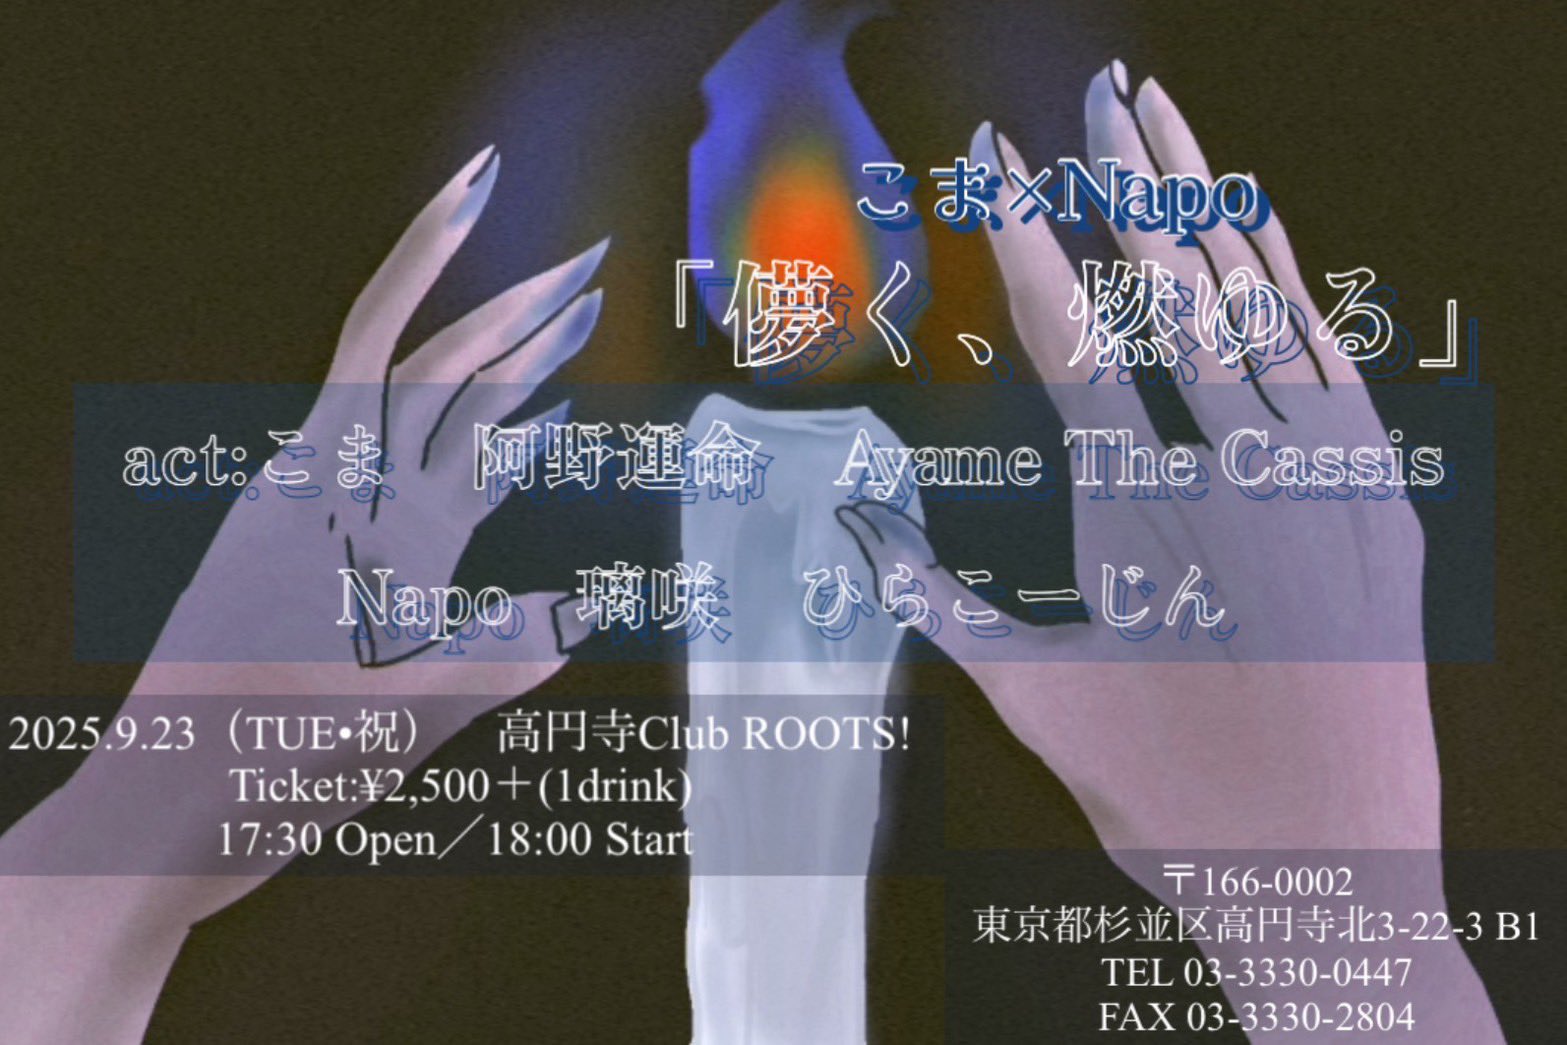 こま×Napo
「儚く、燃ゆる」
act:こま　阿野運命　Ayame The Cassis
Napo　璃咲　ひらこーじん
2025.9.23（TUE•祝）　高円寺Club ROOTS!
Ticket:¥2,500＋(1drink)
17:30 Open／18:00 Start
〒166-0002
東京都杉並区高円寺北3-22-3 B1
TEL 03-3330-0447
FAX 03-3330-2804